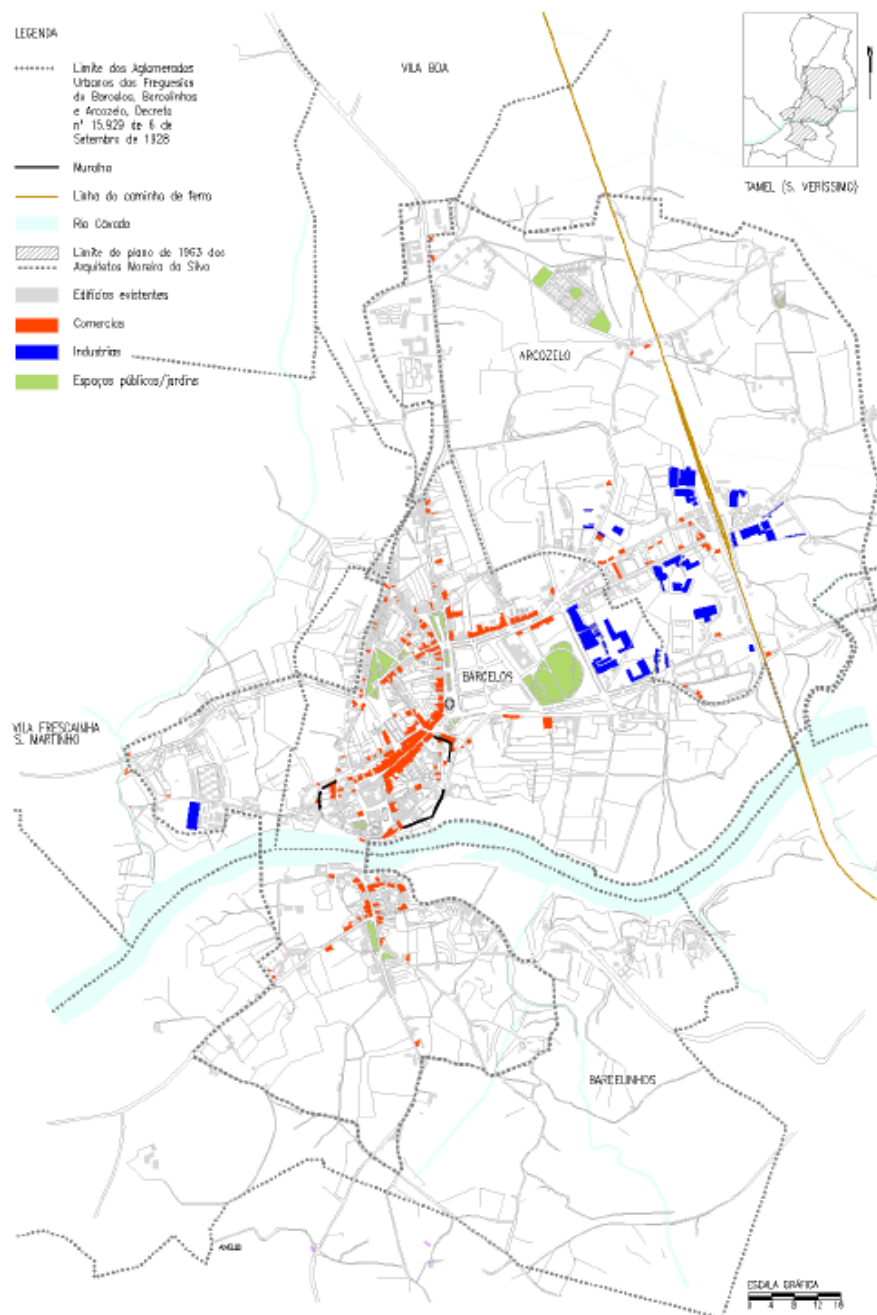 LEGENDA
Limite dos Aglomerados
Urbanos das Freguesias
de Barcelos, Barcelinhos
e Arcozelo, Decreto
nº 15.929 de 6 de
Setembro de 1928
Muralha
Linha do caminho de ferro
Rio Cávado
Limite do plano de 1963 dos
Arquitetos Moreira da Silva
Edifícios existentes
Comercios
Industrias
Espaços públicos/jardins
VILA BOA
N
TAMEL (S. VERÍSSIMO)
ARCOZELO
BARCELOS
VILA FRESCAINHA
S. MARTINHO
BARCELINHOS
ESCALA GRÁFICA
0 4 8 12 16